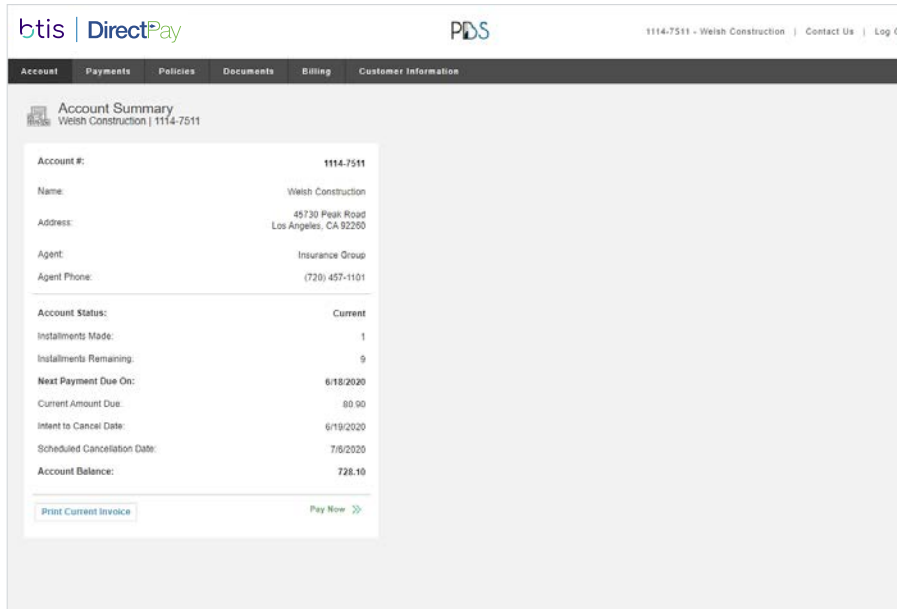 btis | DirectPay
PDS
1114-7511 - Welsh Construction | Contact Us | Log
Account Payments Policies Documents Billing Customer Information
Account Summary
Welsh Construction | 1114-7511
Account #: 1114-7511
Name: Welsh Construction
Address: 45730 Peak Road
Los Angeles, CA 92260
Agent: Insurance Group
Agent Phone: (720) 457-1101
Account Status: Current
Installments Made: 1
Installments Remaining: 9
Next Payment Due On: 6/18/2020
Current Amount Due: 80.90
Intent to Cancel Date: 6/19/2020
Scheduled Cancellation Date: 7/6/2020
Account Balance: 728.10
Print Current Invoice Pay Now